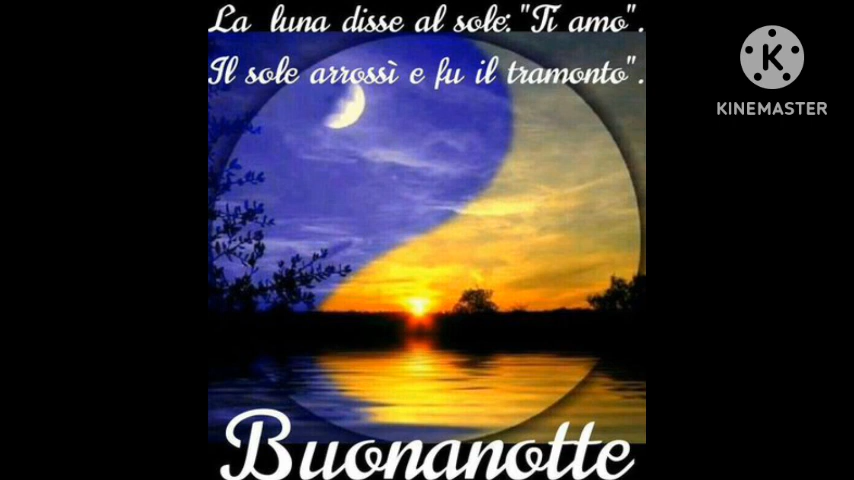 La luna disse al sole: "Ti amo".
Il sole arrossì e fu il tramonto".
KINEMASTER
Buonanotte